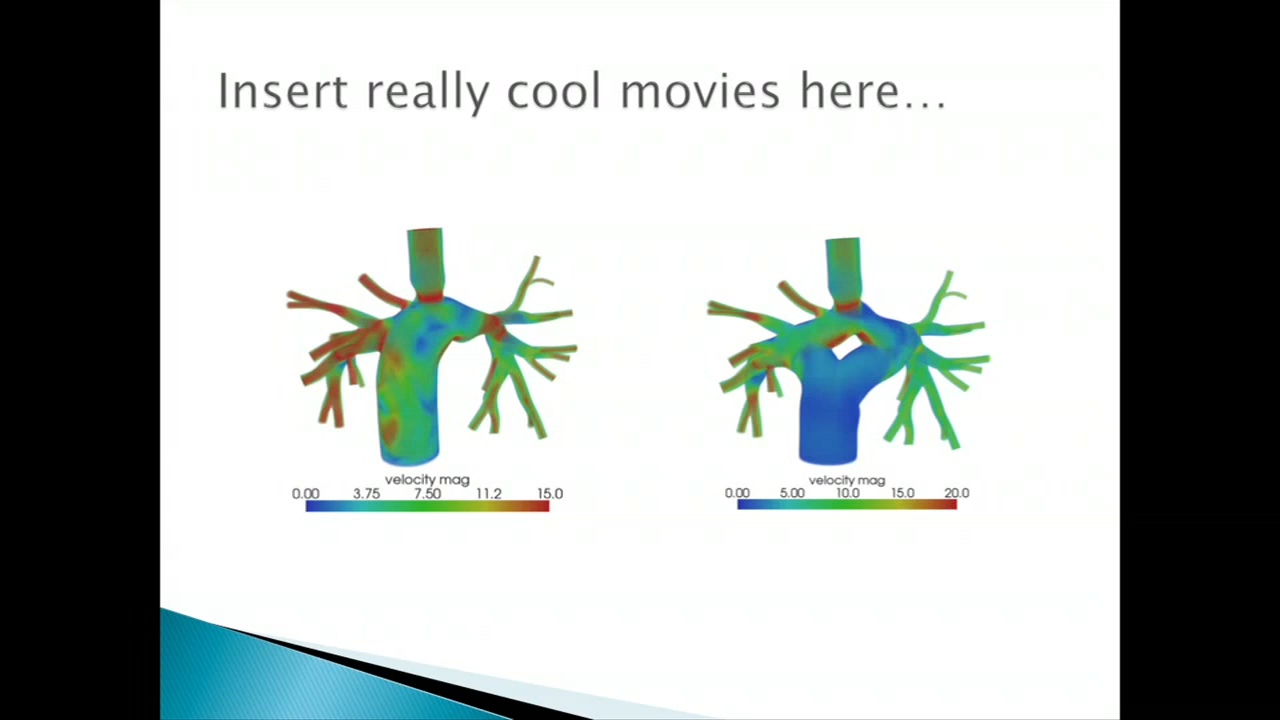 Insert really cool movies here...
velocity mag
0.00 3.75 7.50 11.2 15.0
velocity mag
0.00 5.00 10.0 15.0 20.0